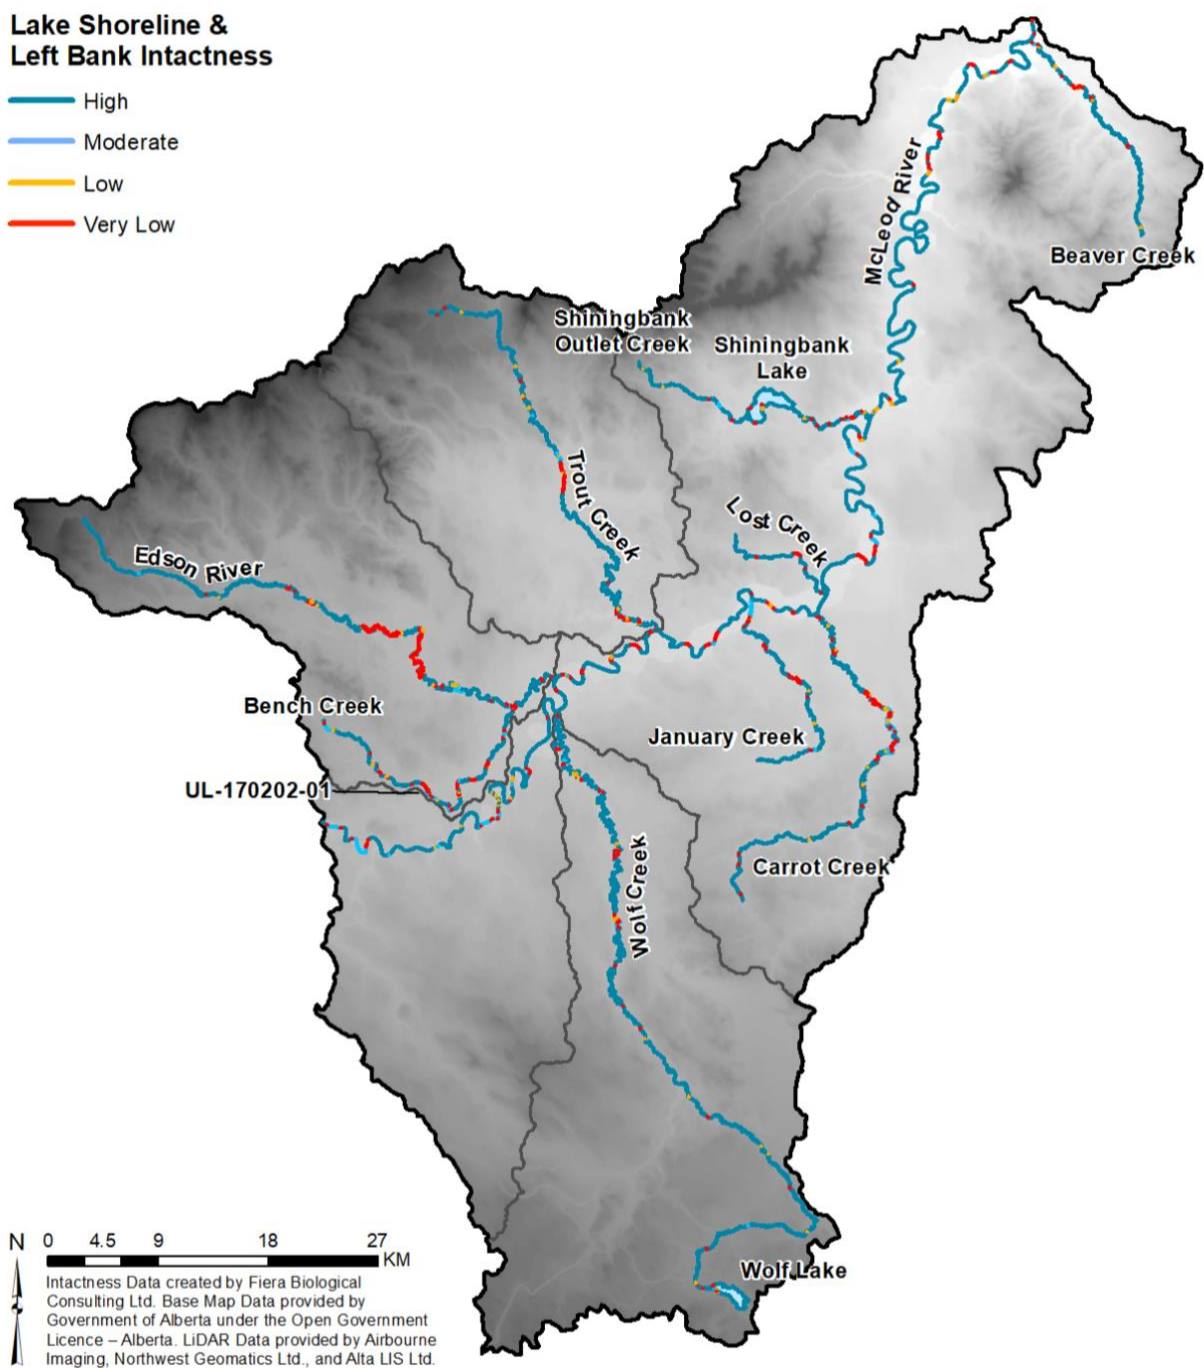 Lake Shoreline &
Left Bank Intactness
High
Moderate
Low
Very Low
McLeod River
Beaver Creek
Shiningbank
Outlet Creek
Shiningbank
Lake
Trout Creek
Lost Creek
Edson River
Bench Creek
January Creek
UL-170202-01
Carrot Creek
Wolf Creek
Wolf Lake
N
0 4.5 9 18 27
KM
Intactness Data created by Fiera Biological
Consulting Ltd. Base Map Data provided by
Government of Alberta under the Open Government
Licence – Alberta. LiDAR Data provided by Airbourne
Imaging, Northwest Geomatics Ltd., and Alta LIS Ltd.